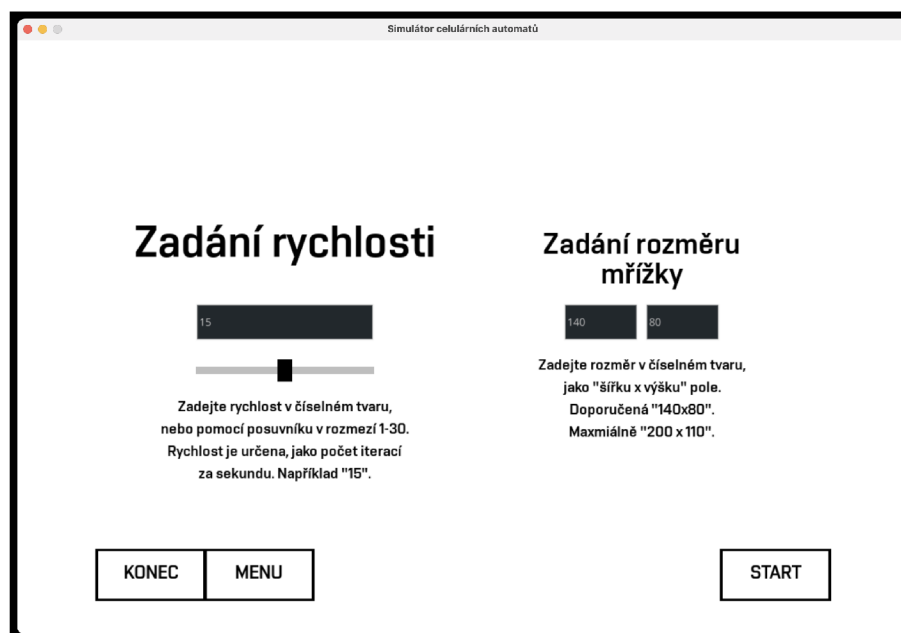 Simulátor celulárních automatů
Zadání rychlosti
15
Zadejte rychlost v číselném tvaru,
nebo pomocí posuvníku v rozmezí 1-30.
Rychlost je určena, jako počet iterací
za sekundu. Například "15".
Zadání rozměru
mřížky
140 80
Zadejte rozměr v číselném tvaru,
jako "šířku x výšku" pole.
Doporučená "140x80".
Maxmiálně "200 x 110".
KONEC MENU START